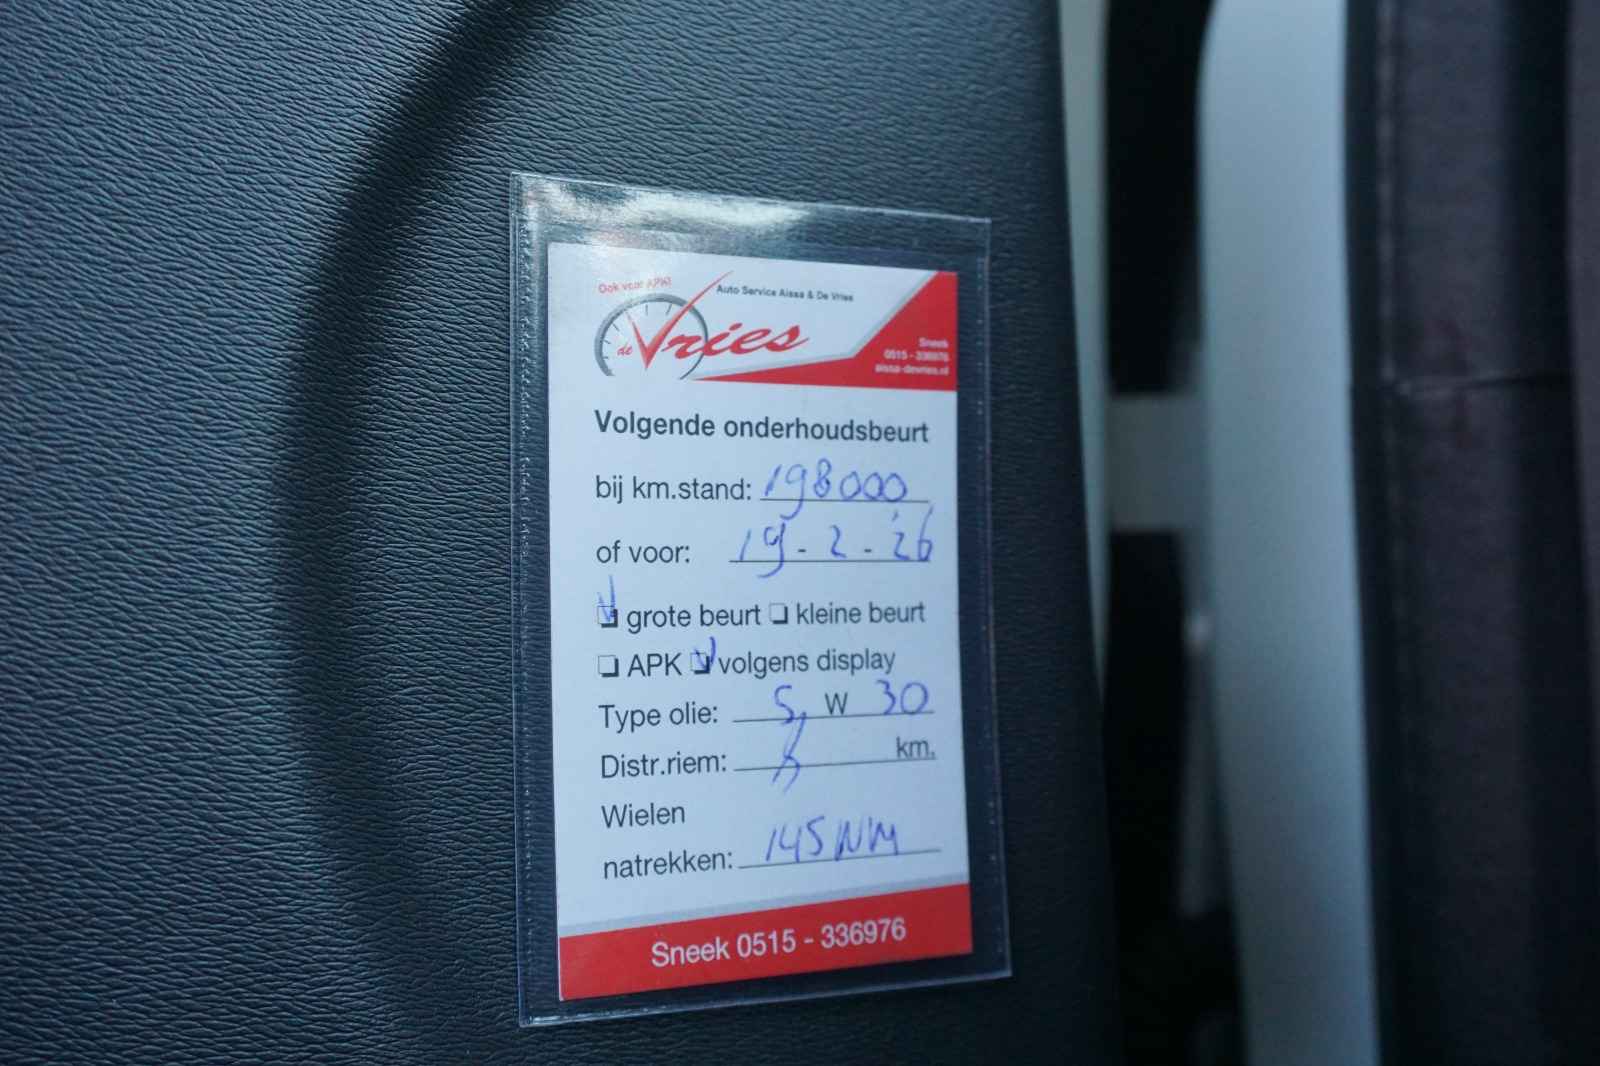 Ook voor APK!
Auto Service Aissa & De Vries
de Vries
Sneek
0515 - 336976
aissa-devries.nl
Volgende onderhoudsbeurt
bij km.stand: 198000
of voor: 19 - 2 - '26
grote beurt kleine beurt
APK volgens display
Type olie: 5 W 30
Distr.riem: km.
Wielen
natrekken: 145 NM
Sneek 0515 - 336976